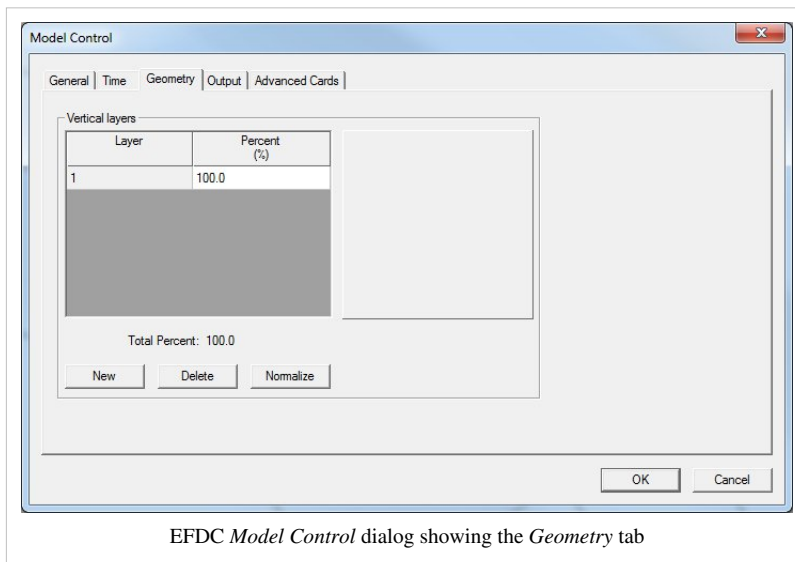 Model Control
x
General Time Geometry Output Advanced Cards
Vertical layers
Layer Percent (%)
1 100.0
Total Percent: 100.0
New Delete Normalize
OK Cancel
EFDC Model Control dialog showing the Geometry tab